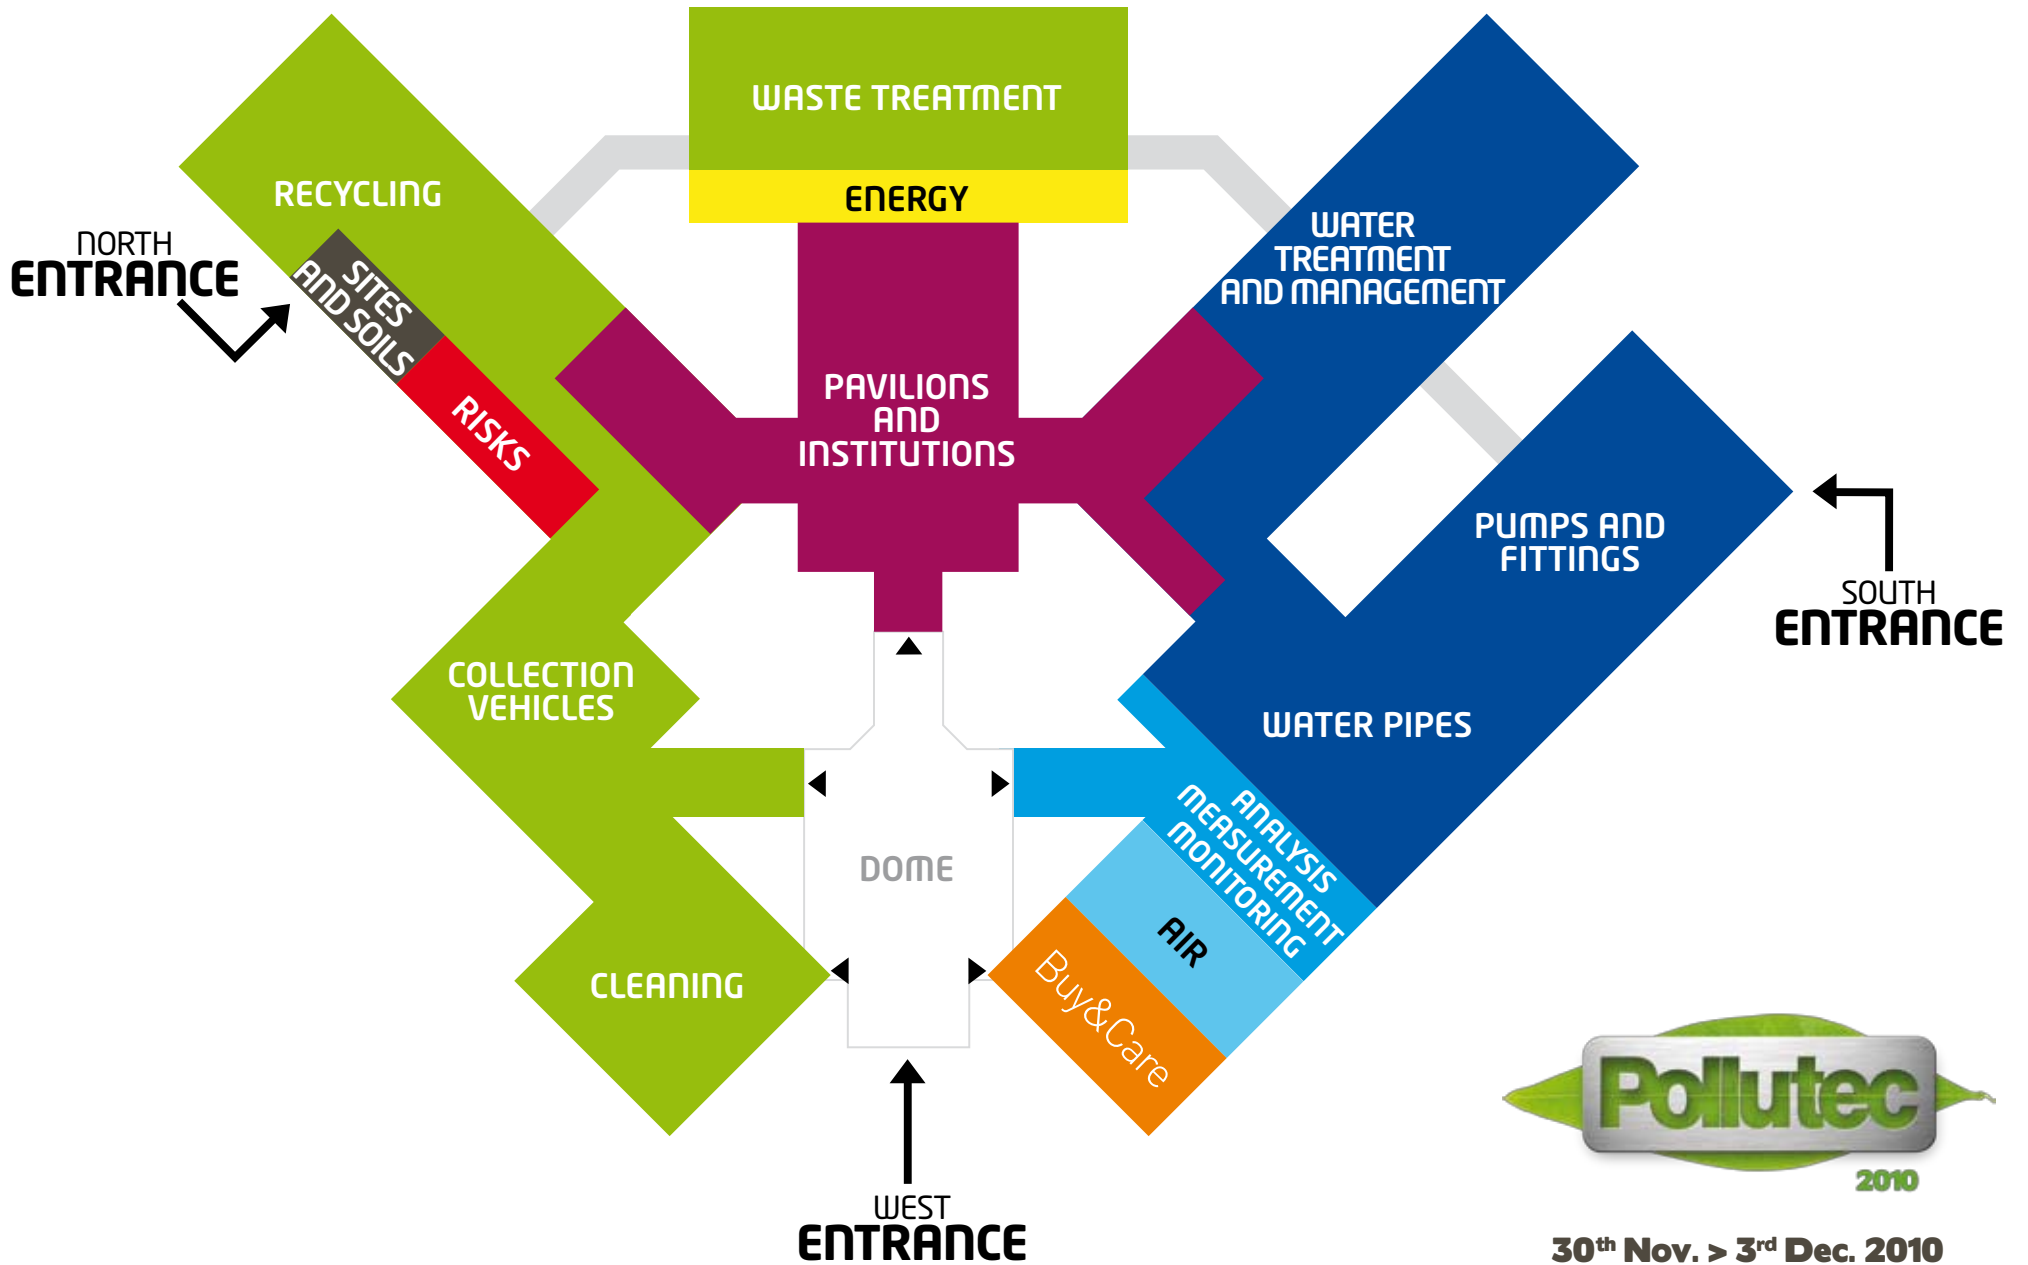 WASTE TREATMENT
ENERGY
RECYCLING
NORTH
ENTRANCE
SITES
AND SOILS
RISKS
WATER
TREATMENT
AND MANAGEMENT
PAVILIONS
AND
INSTITUTIONS
PUMPS AND
FITTINGS
SOUTH
ENTRANCE
COLLECTION
VEHICLES
WATER PIPES
ANALYSIS
MEASUREMENT
MONITORING
DOME
AIR
CLEANING
Buy&Care
WEST
ENTRANCE
Pollutec
2010
30th Nov. > 3rd Dec. 2010